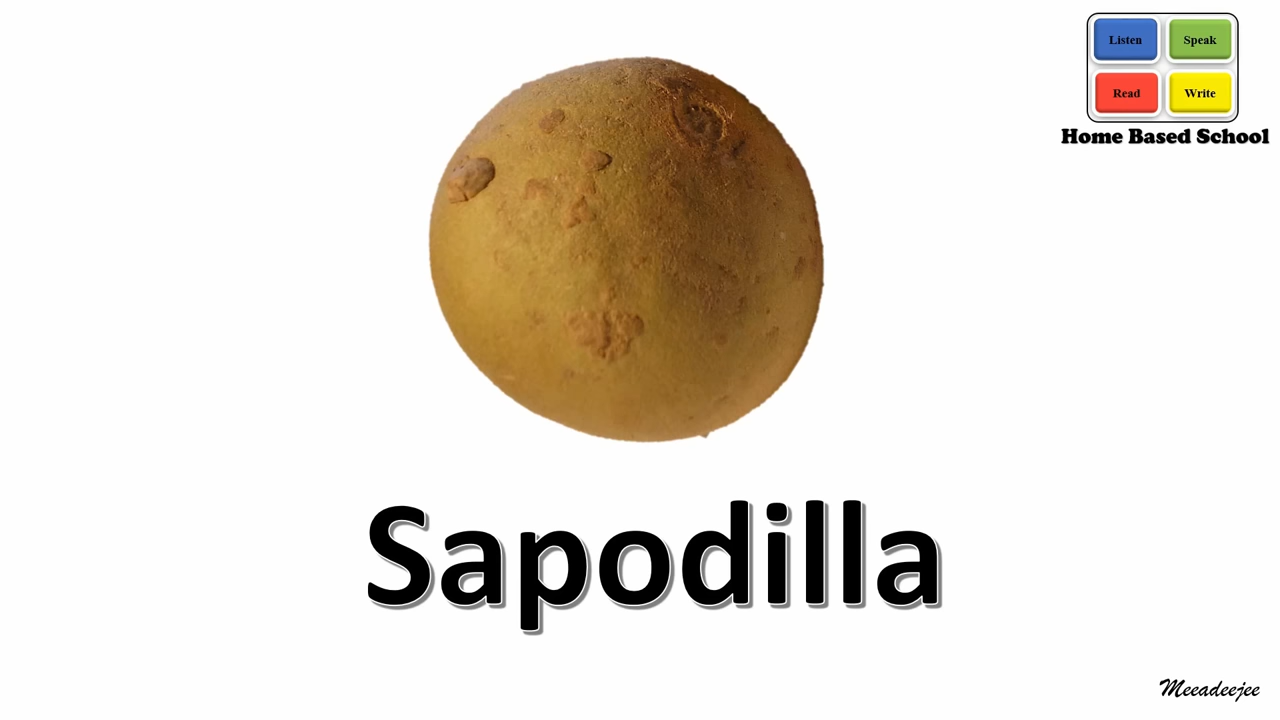 Listen
Speak
Read
Write
Home Based School
Sapodilla
Meeadeejee